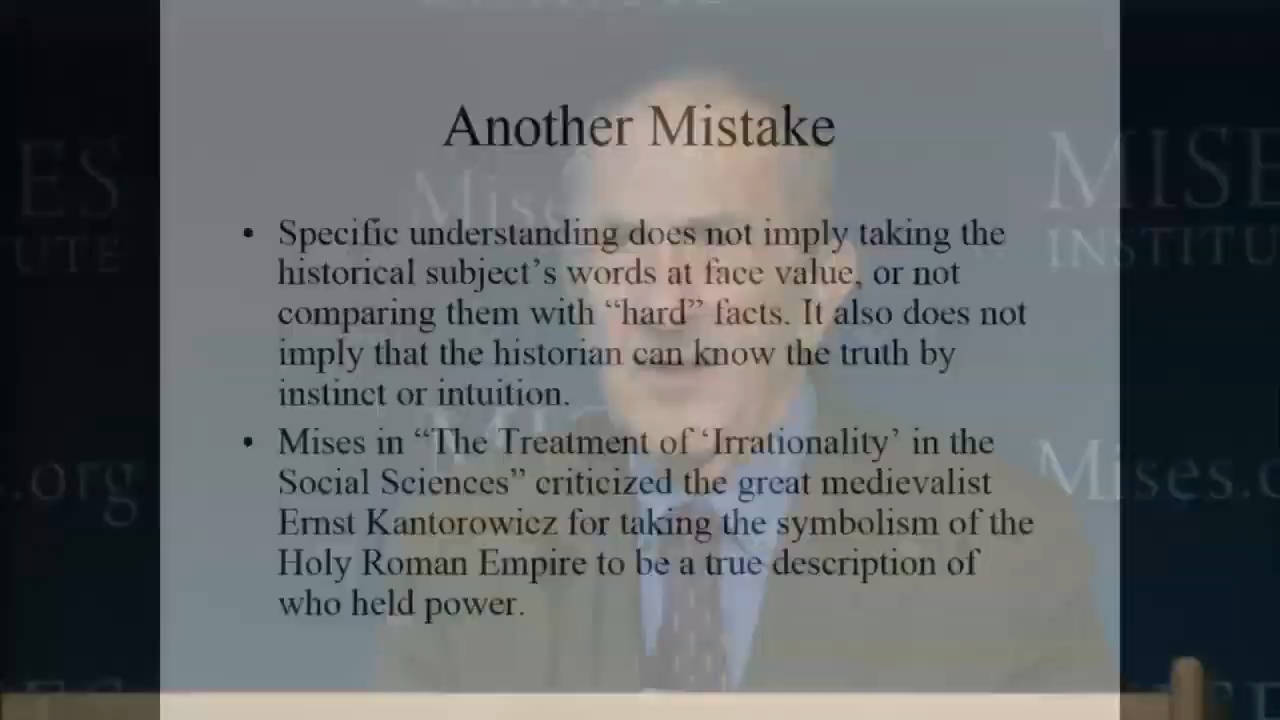 INSTITUTE
Another Mistake
• Specific understanding does not imply taking the
historical subject’s words at face value, or not
comparing them with “hard” facts. It also does not
imply that the historian can know the truth by
instinct or intuition.
• Mises in “The Treatment of ‘Irrationality’ in the
Social Sciences” criticized the great medievalist
Ernst Kantorowicz for taking the symbolism of the
Holy Roman Empire to be a true description of
who held power.
ES
UTE
Mises
MISE
INSTITU
.org
Mises.